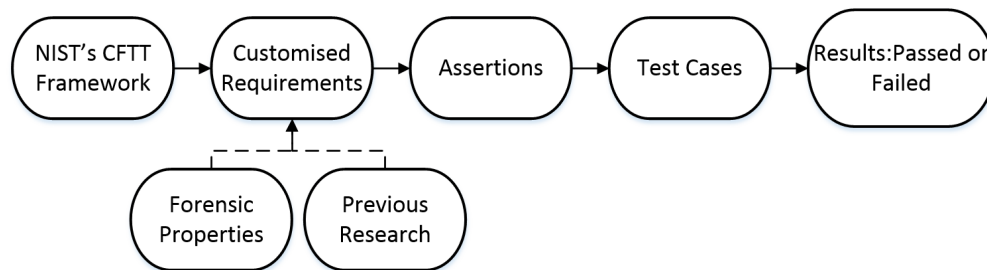 NIST's CFTT
Framework
Customised
Requirements
Assertions
Test Cases
Results:Passed or
Failed
Forensic
Properties
Previous
Research